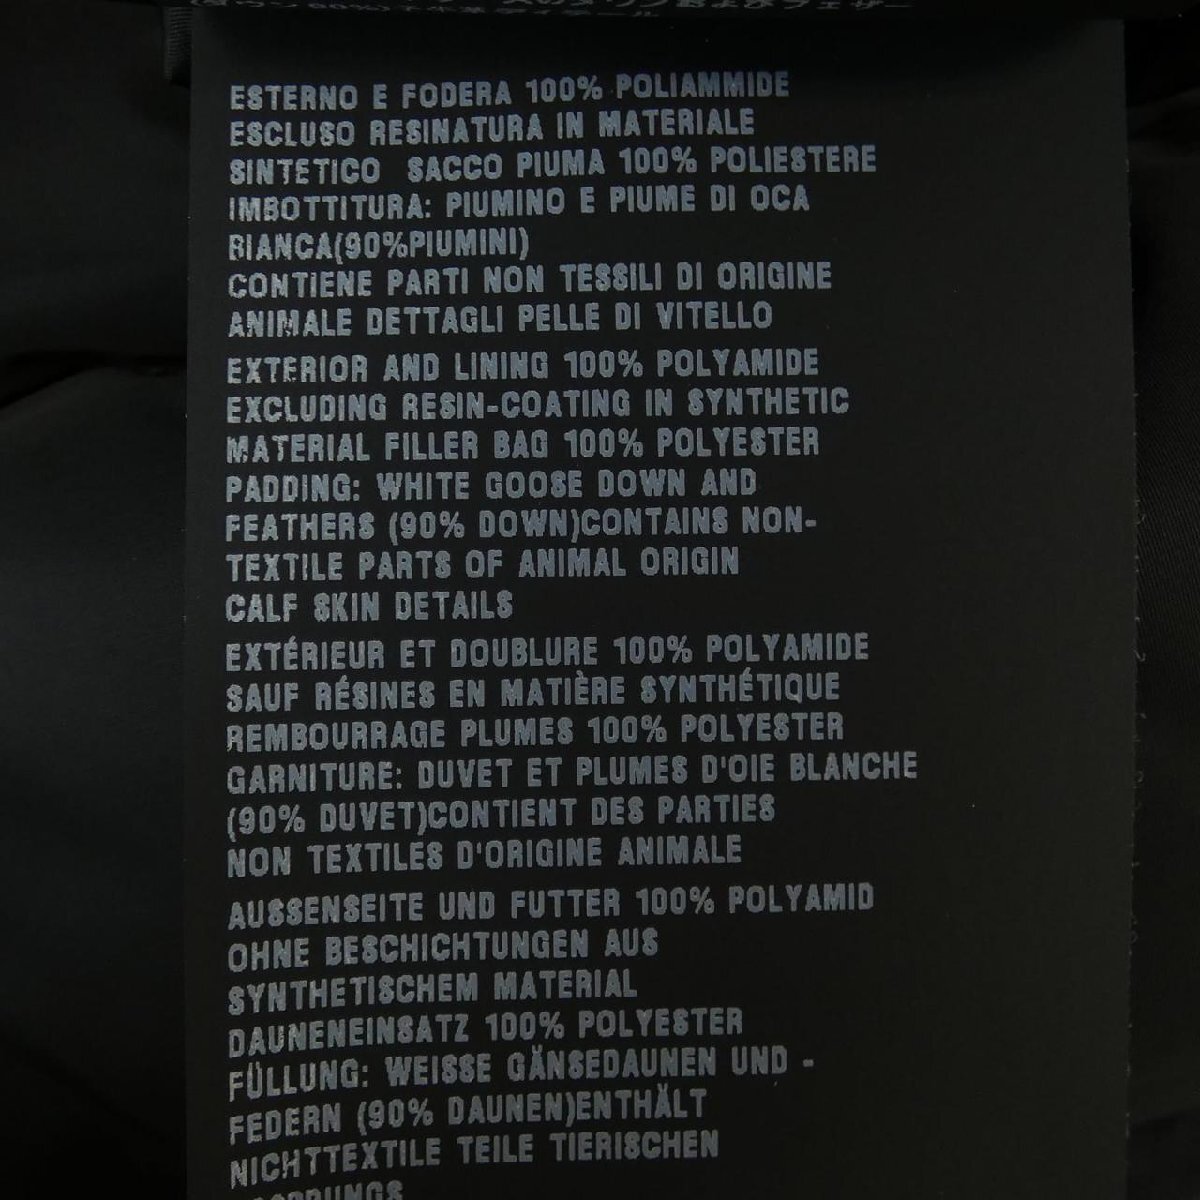 ESTERNO E FODERA 100% POLIAMMIDE
ESCLUSO RESINATURA IN MATERIALE
SINTETICO SACCO PIUMA 100% POLIESTERE
IMBOTTITURA: PIUMINO E PIUME DI OCA
BIANCA(90%PIUMINI)
CONTIENE PARTI NON TESSILI DI ORIGINE
ANIMALE DETTAGLI PELLE DI VITELLO
EXTERIOR AND LINING 100% POLYAMIDE
EXCLUDING RESIN-COATING IN SYNTHETIC
MATERIAL FILLER BAG 100% POLYESTER
PADDING: WHITE GOOSE DOWN AND
FEATHERS (90% DOWN)CONTAINS NON-
TEXTILE PARTS OF ANIMAL ORIGIN
CALF SKIN DETAILS
EXTÉRIEUR ET DOUBLURE 100% POLYAMIDE
SAUF RÉSINES EN MATIÈRE SYNTHÉTIQUE
REMBOURRAGE PLUMES 100% POLYESTER
GARNITURE: DUVET ET PLUMES D'OIE BLANCHE
(90% DUVET)CONTIENT DES PARTIES
NON TEXTILES D'ORIGINE ANIMALE
AUSSENSEITE UND FUTTER 100% POLYAMID
OHNE BESCHICHTUNGEN AUS
SYNTHETISCHEM MATERIAL
DAUNENEINSATZ 100% POLYESTER
FÜLLUNG: WEISSE GÄNSEDAUNEN UND -
FEDERN (90% DAUNEN)ENTHÄLT
NICHTTEXTILE TEILE TIERISCHEN